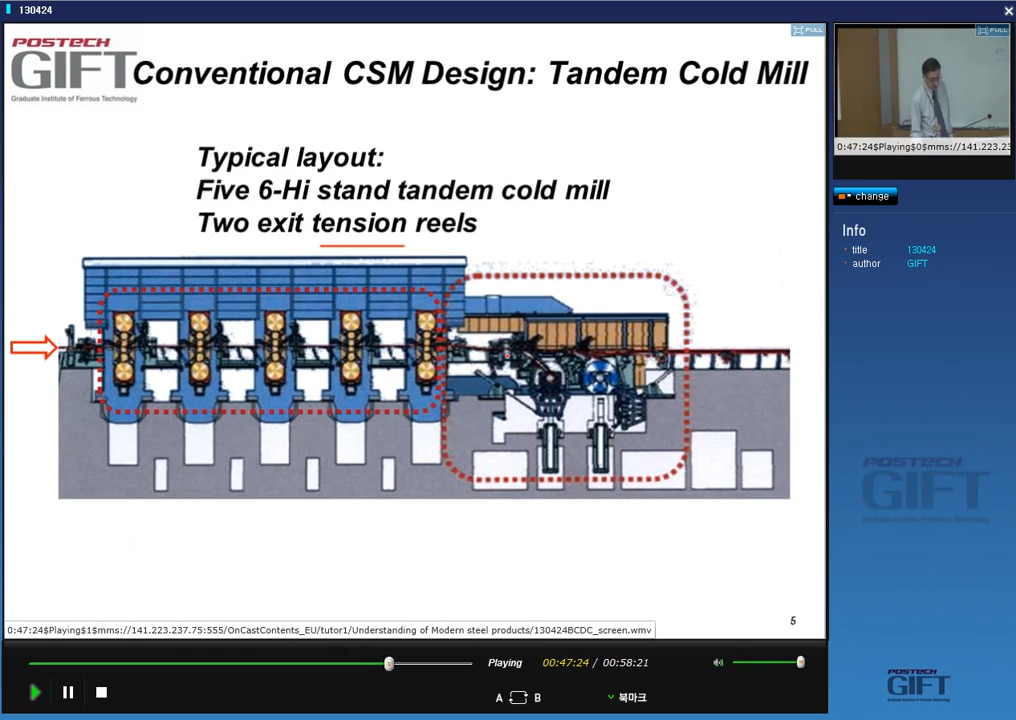 130424
POSTECH
GIFT
Graduate Institute of Ferrous Technology
Conventional CSM Design: Tandem Cold Mill
FULL
Typical layout:
Five 6-Hi stand tandem cold mill
Two exit tension reels
5
0:47:24$Playing$1$mms://141.223.237.75:555/OnCastContents_EU/tutor1/Understanding of Modern steel products/130424BCDC_screen.wmv
FULL
0:47:24$Playing$0$mms://141.223.23
change
Info
title 130424
author GIFT
POSTECH
GIFT
Playing 00:47:24 / 00:58:21
A B 북마크
POSTECH
GIFT